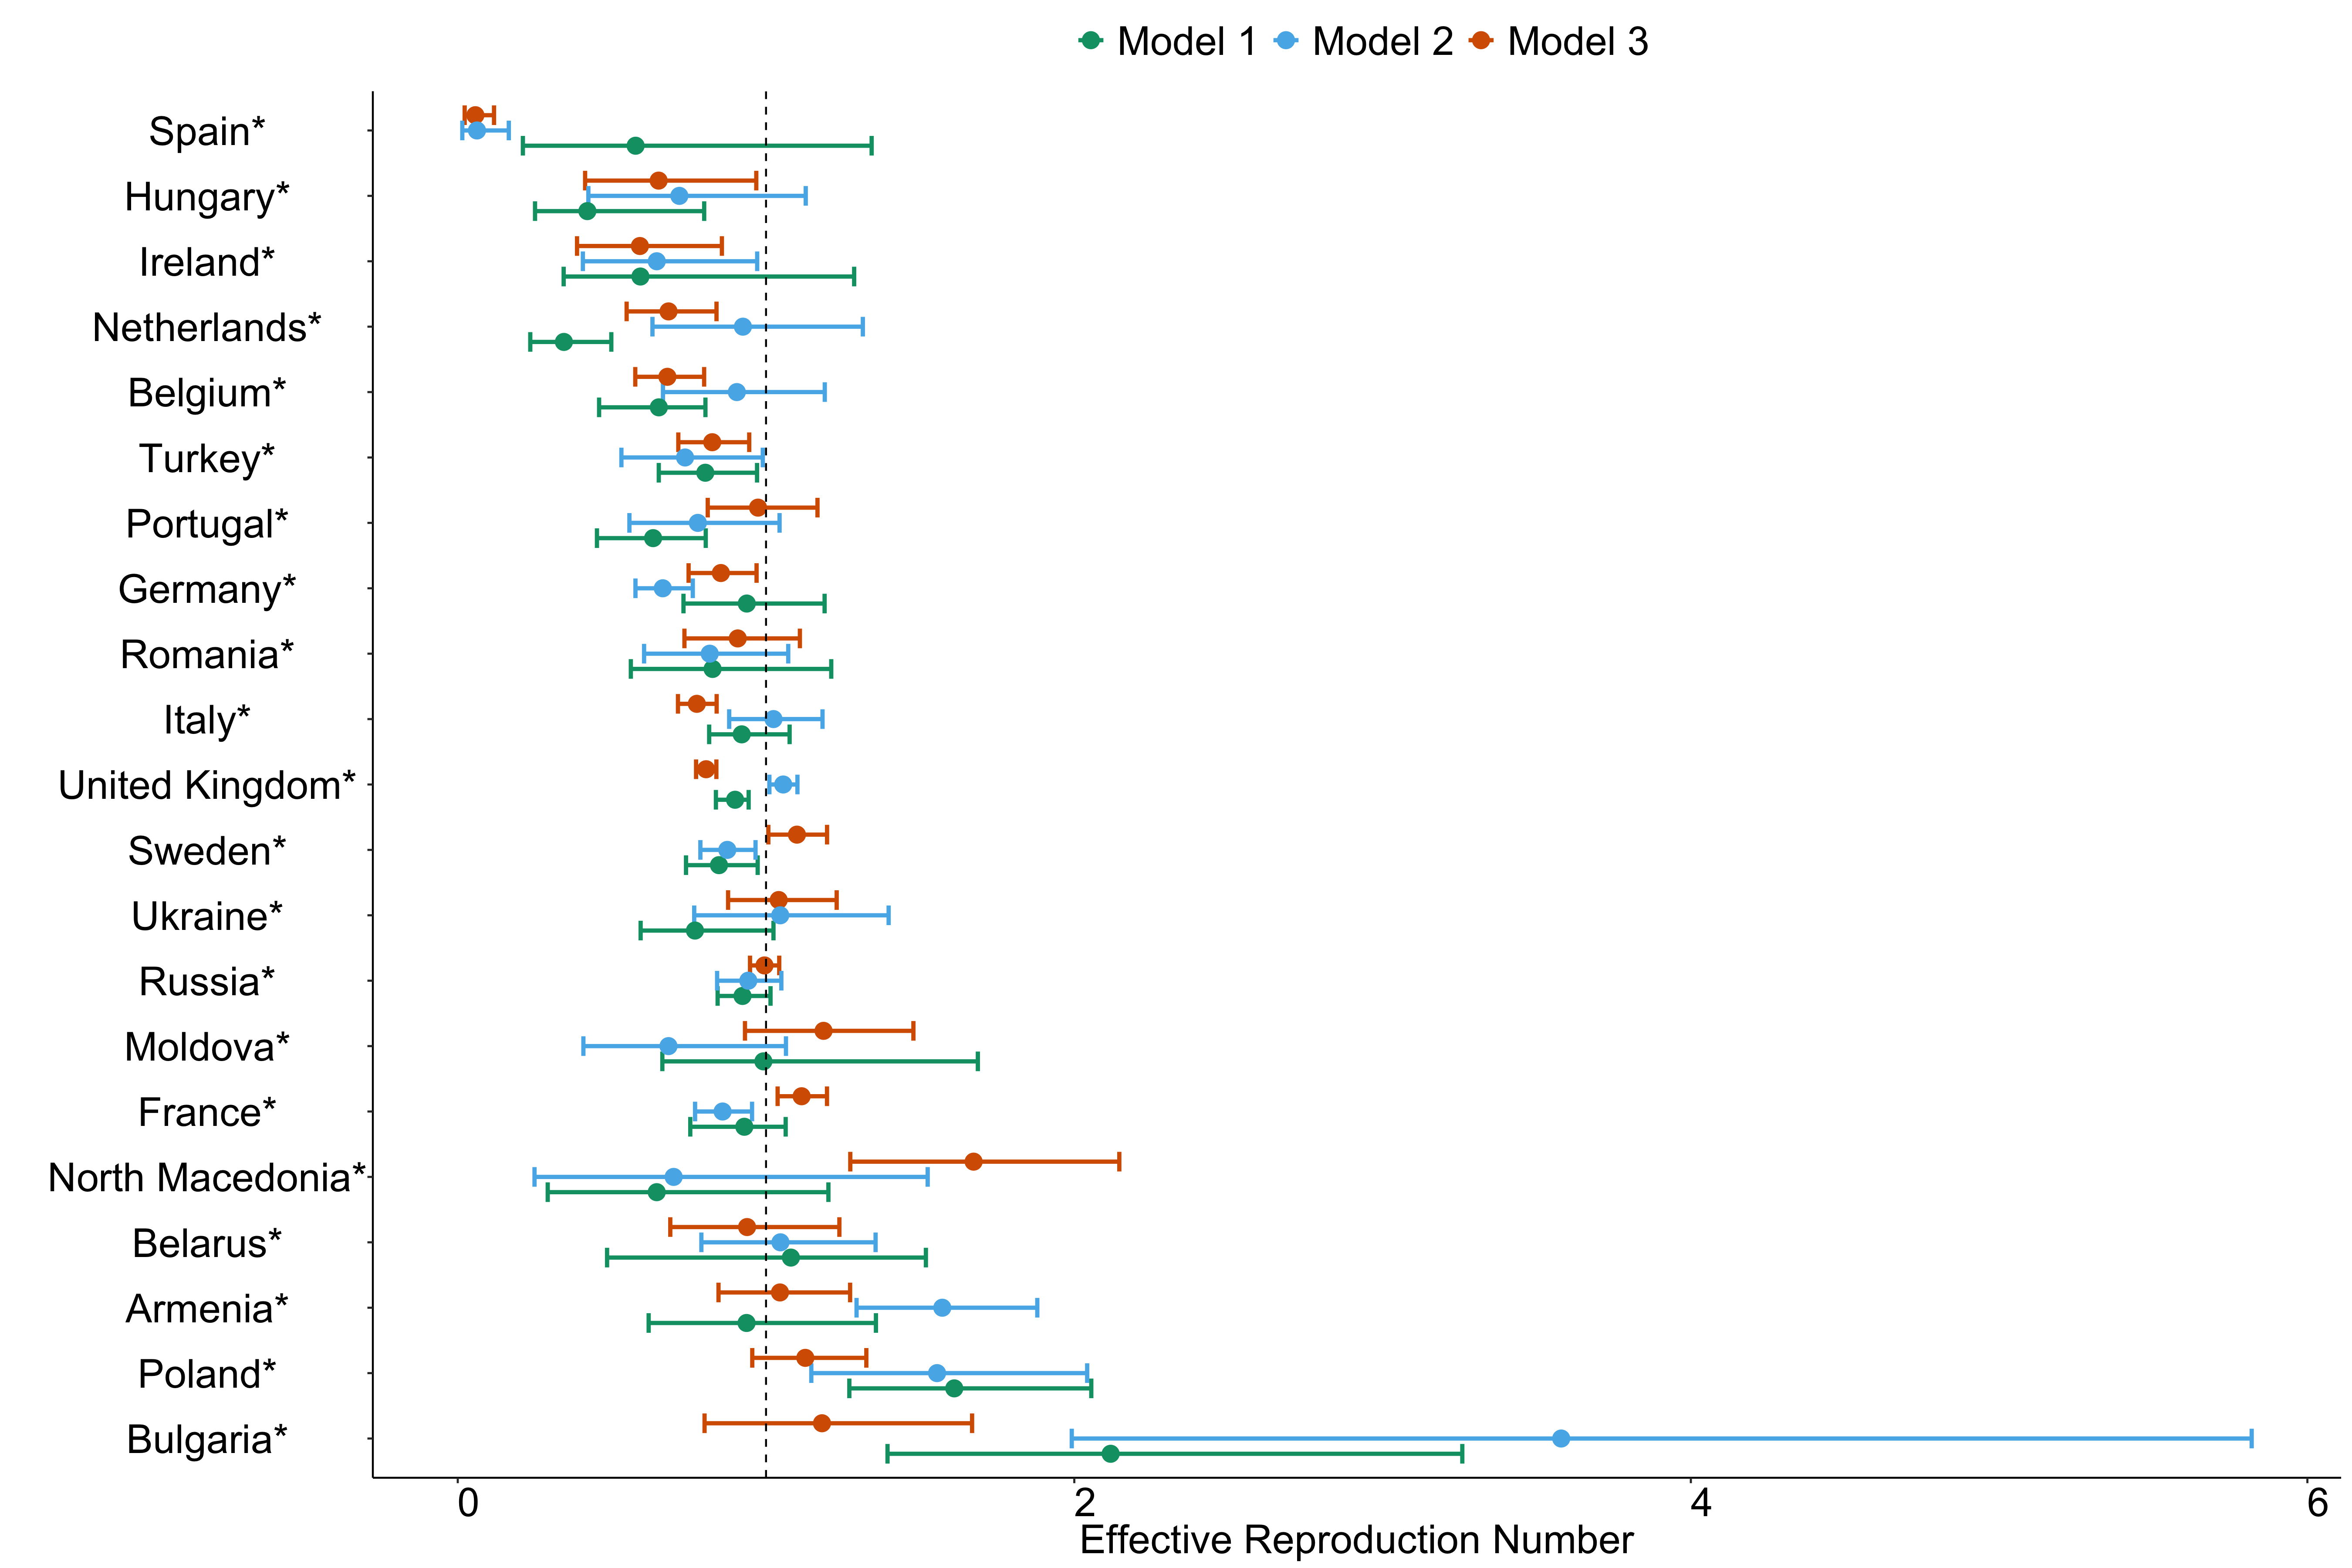 Model 1 Model 2 Model 3
Spain*
Hungary*
Ireland*
Netherlands*
Belgium*
Turkey*
Portugal*
Germany*
Romania*
Italy*
United Kingdom*
Sweden*
Ukraine*
Russia*
Moldova*
France*
North Macedonia*
Belarus*
Armenia*
Poland*
Bulgaria*
0 2 4 6
Effective Reproduction Number